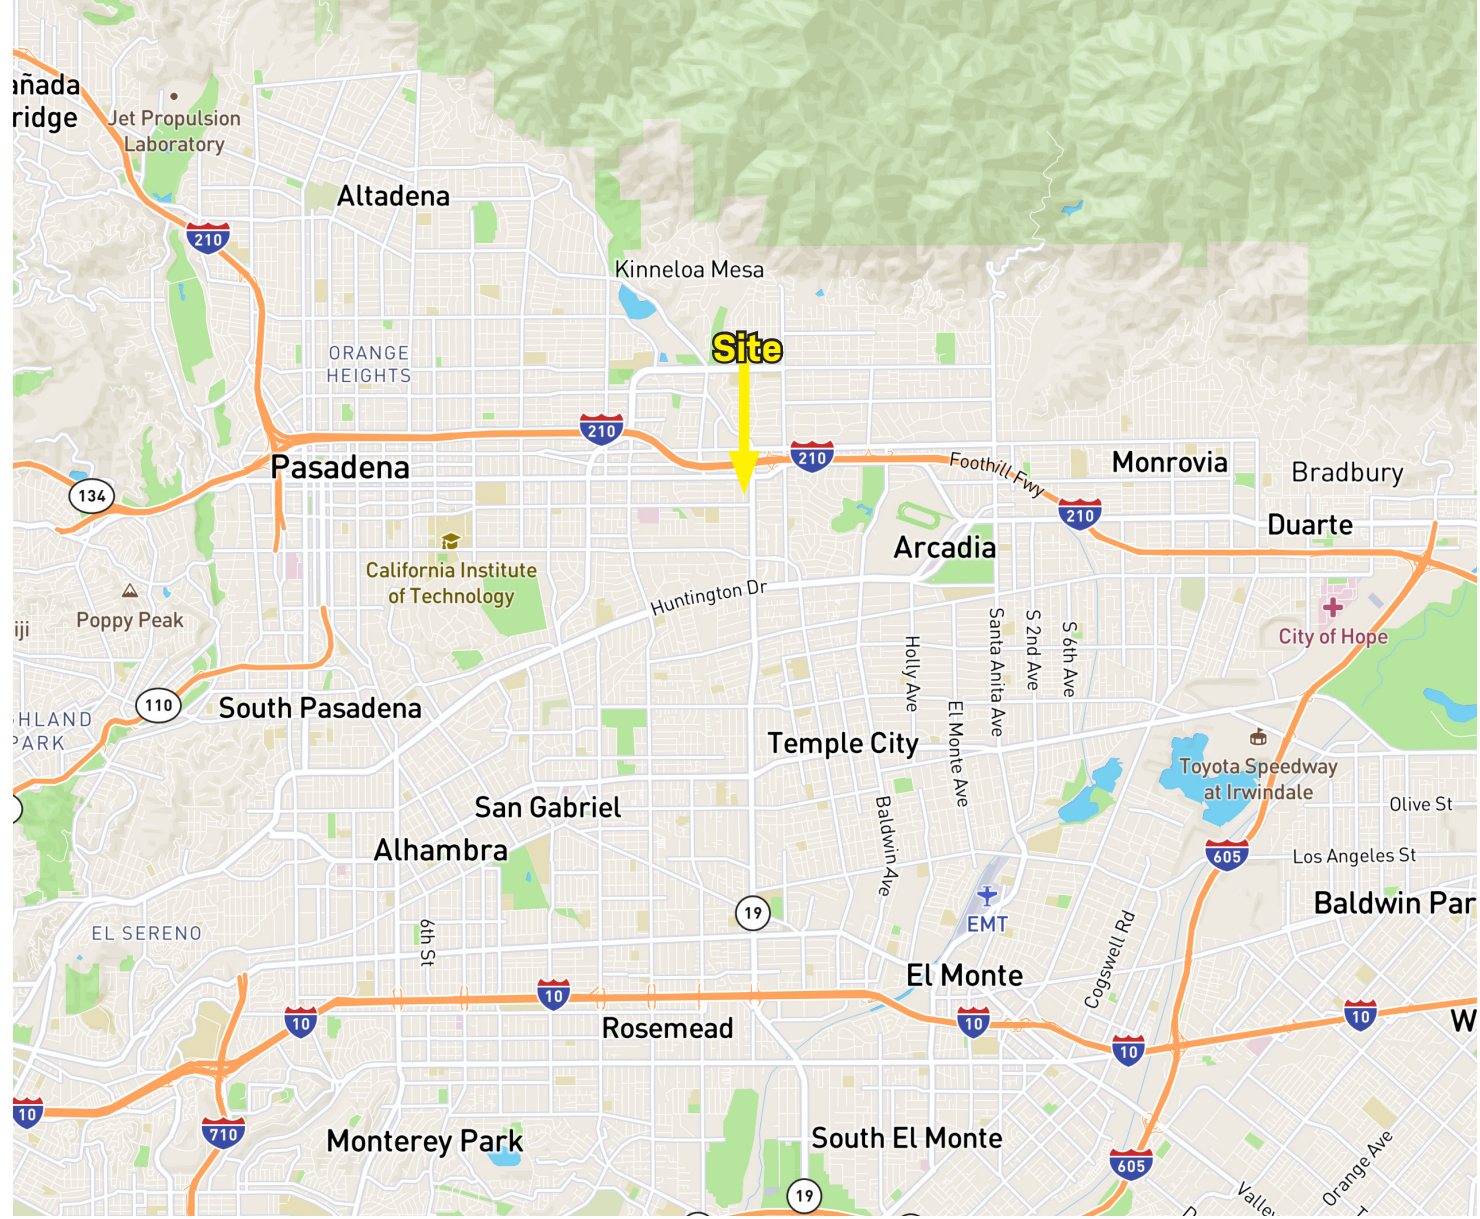 añada
ridge
Jet Propulsion
Laboratory
Altadena
210
Kinneloa Mesa
Site
ORANGE
HEIGHTS
210
210
Foothill Fwy
Monrovia
Bradbury
Pasadena
134
210
Duarte
Arcadia
California Institute
of Technology
Huntington Dr
Poppy Peak
iji
City of Hope
Holly Ave
Santa Anita Ave
S 2nd Ave
S 6th Ave
110
South Pasadena
HLAND
PARK
El Monte Ave
Temple City
Toyota Speedway
at Irwindale
San Gabriel
Olive St
Baldwin Ave
Alhambra
605
Los Angeles St
Baldwin Par
19
EMT
6th St
EL SERENO
Cogswell Rd
El Monte
10
10
10
10
10
W
Rosemead
10
710
Monterey Park
South El Monte
605
Orange Ave
19
Valley